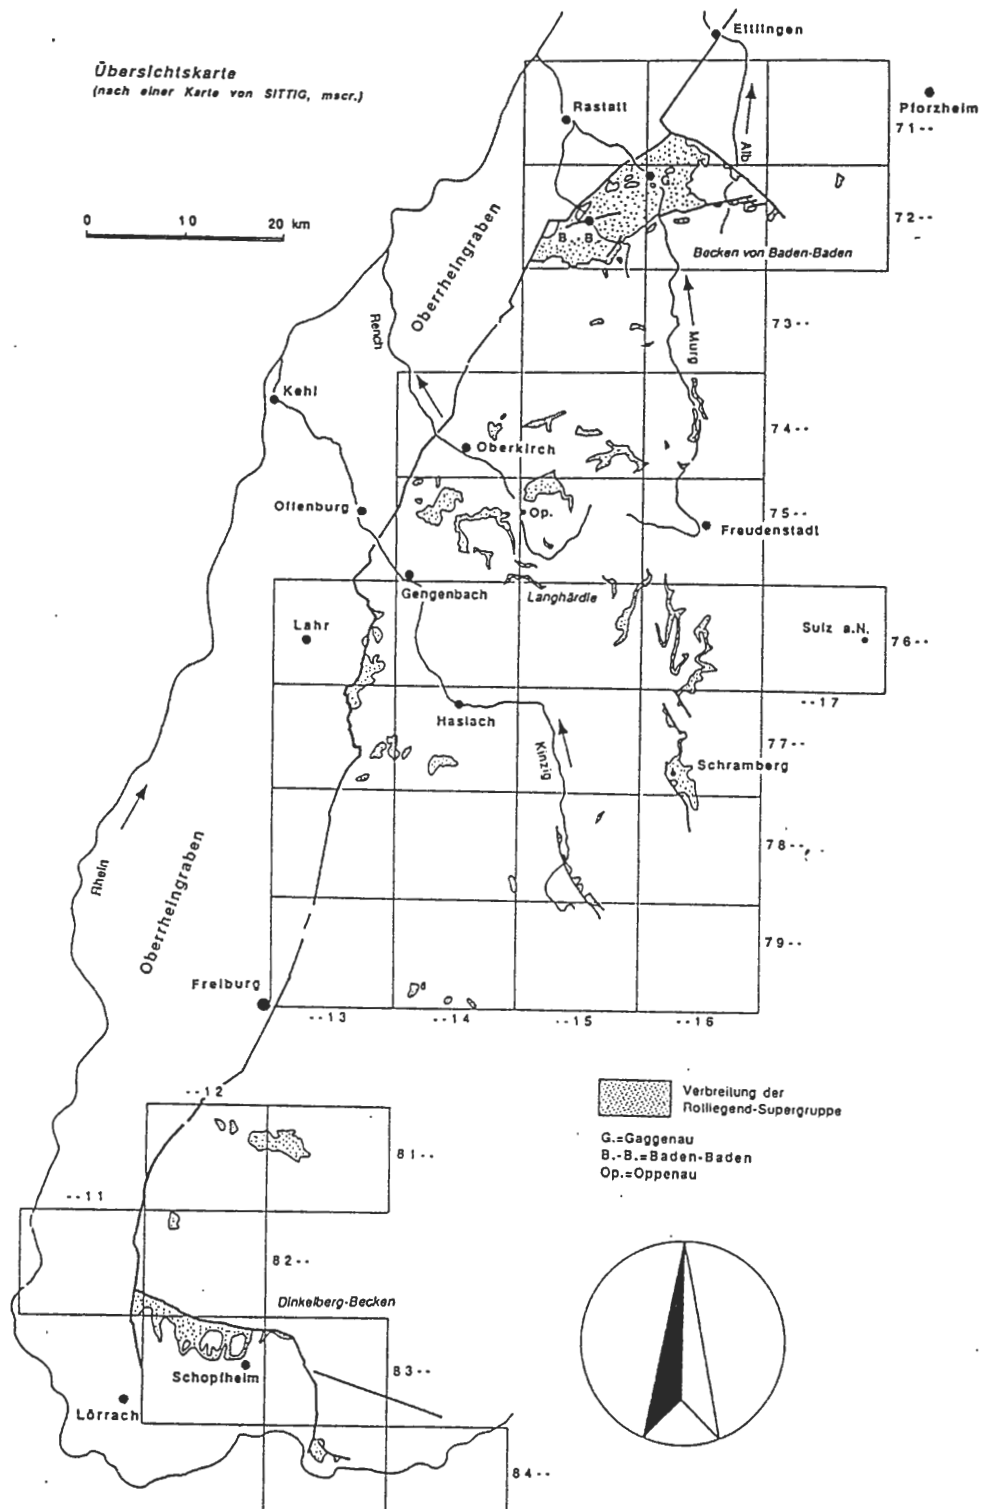 Ettlingen
Übersichtskarte
(nach einer Karte von SITTIG, mscr.)
Rastatt
Pforzheim
71--
Alb
G.
0 10 20 km
72--
B.-B.
Becken von Baden-Baden
Oberrheingraben
Rench
73--
Murg
Kehl
74--
Oberkirch
Offenburg
Op.
75--
Freudenstadt
Gengenbach
Langhärdle
Lahr
Sulz a.N.
76--
--17
Haslach
77--
Kinzig
Schramberg
78--
Rhein
Oberrheingraben
79--
Freiburg
--13
--14
--15
--16
--12
Verbreitung der
Rotliegend-Supergruppe
G.=Gaggenau
B.-B.=Baden-Baden
Op.=Oppenau
81--
--11
82--
Dinkelberg-Becken
83--
Schopfheim
Lörrach
84--